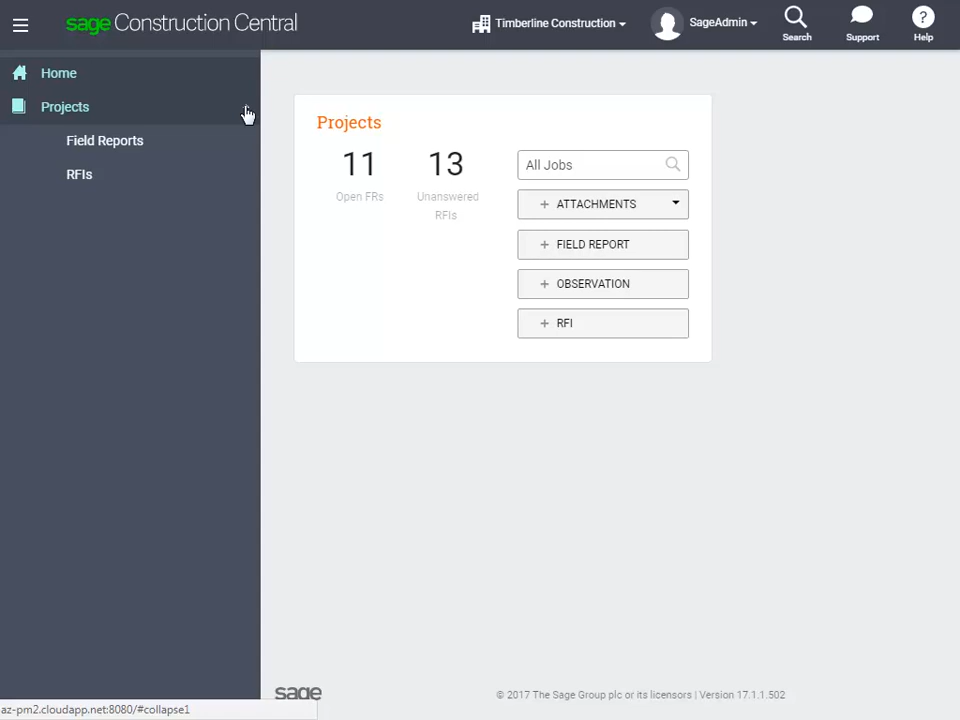 sage Construction Central
Timberline Construction
SageAdmin
Search
Support
Help
Home
Projects
Field Reports
RFIs
Projects
11
Open FRs
13
Unanswered
RFIs
All Jobs
+ ATTACHMENTS
+ FIELD REPORT
+ OBSERVATION
+ RFI
sage
© 2017 The Sage Group plc or its licensors | Version 17.1.1.502
az-pm2.cloudapp.net:8080/#collapse1